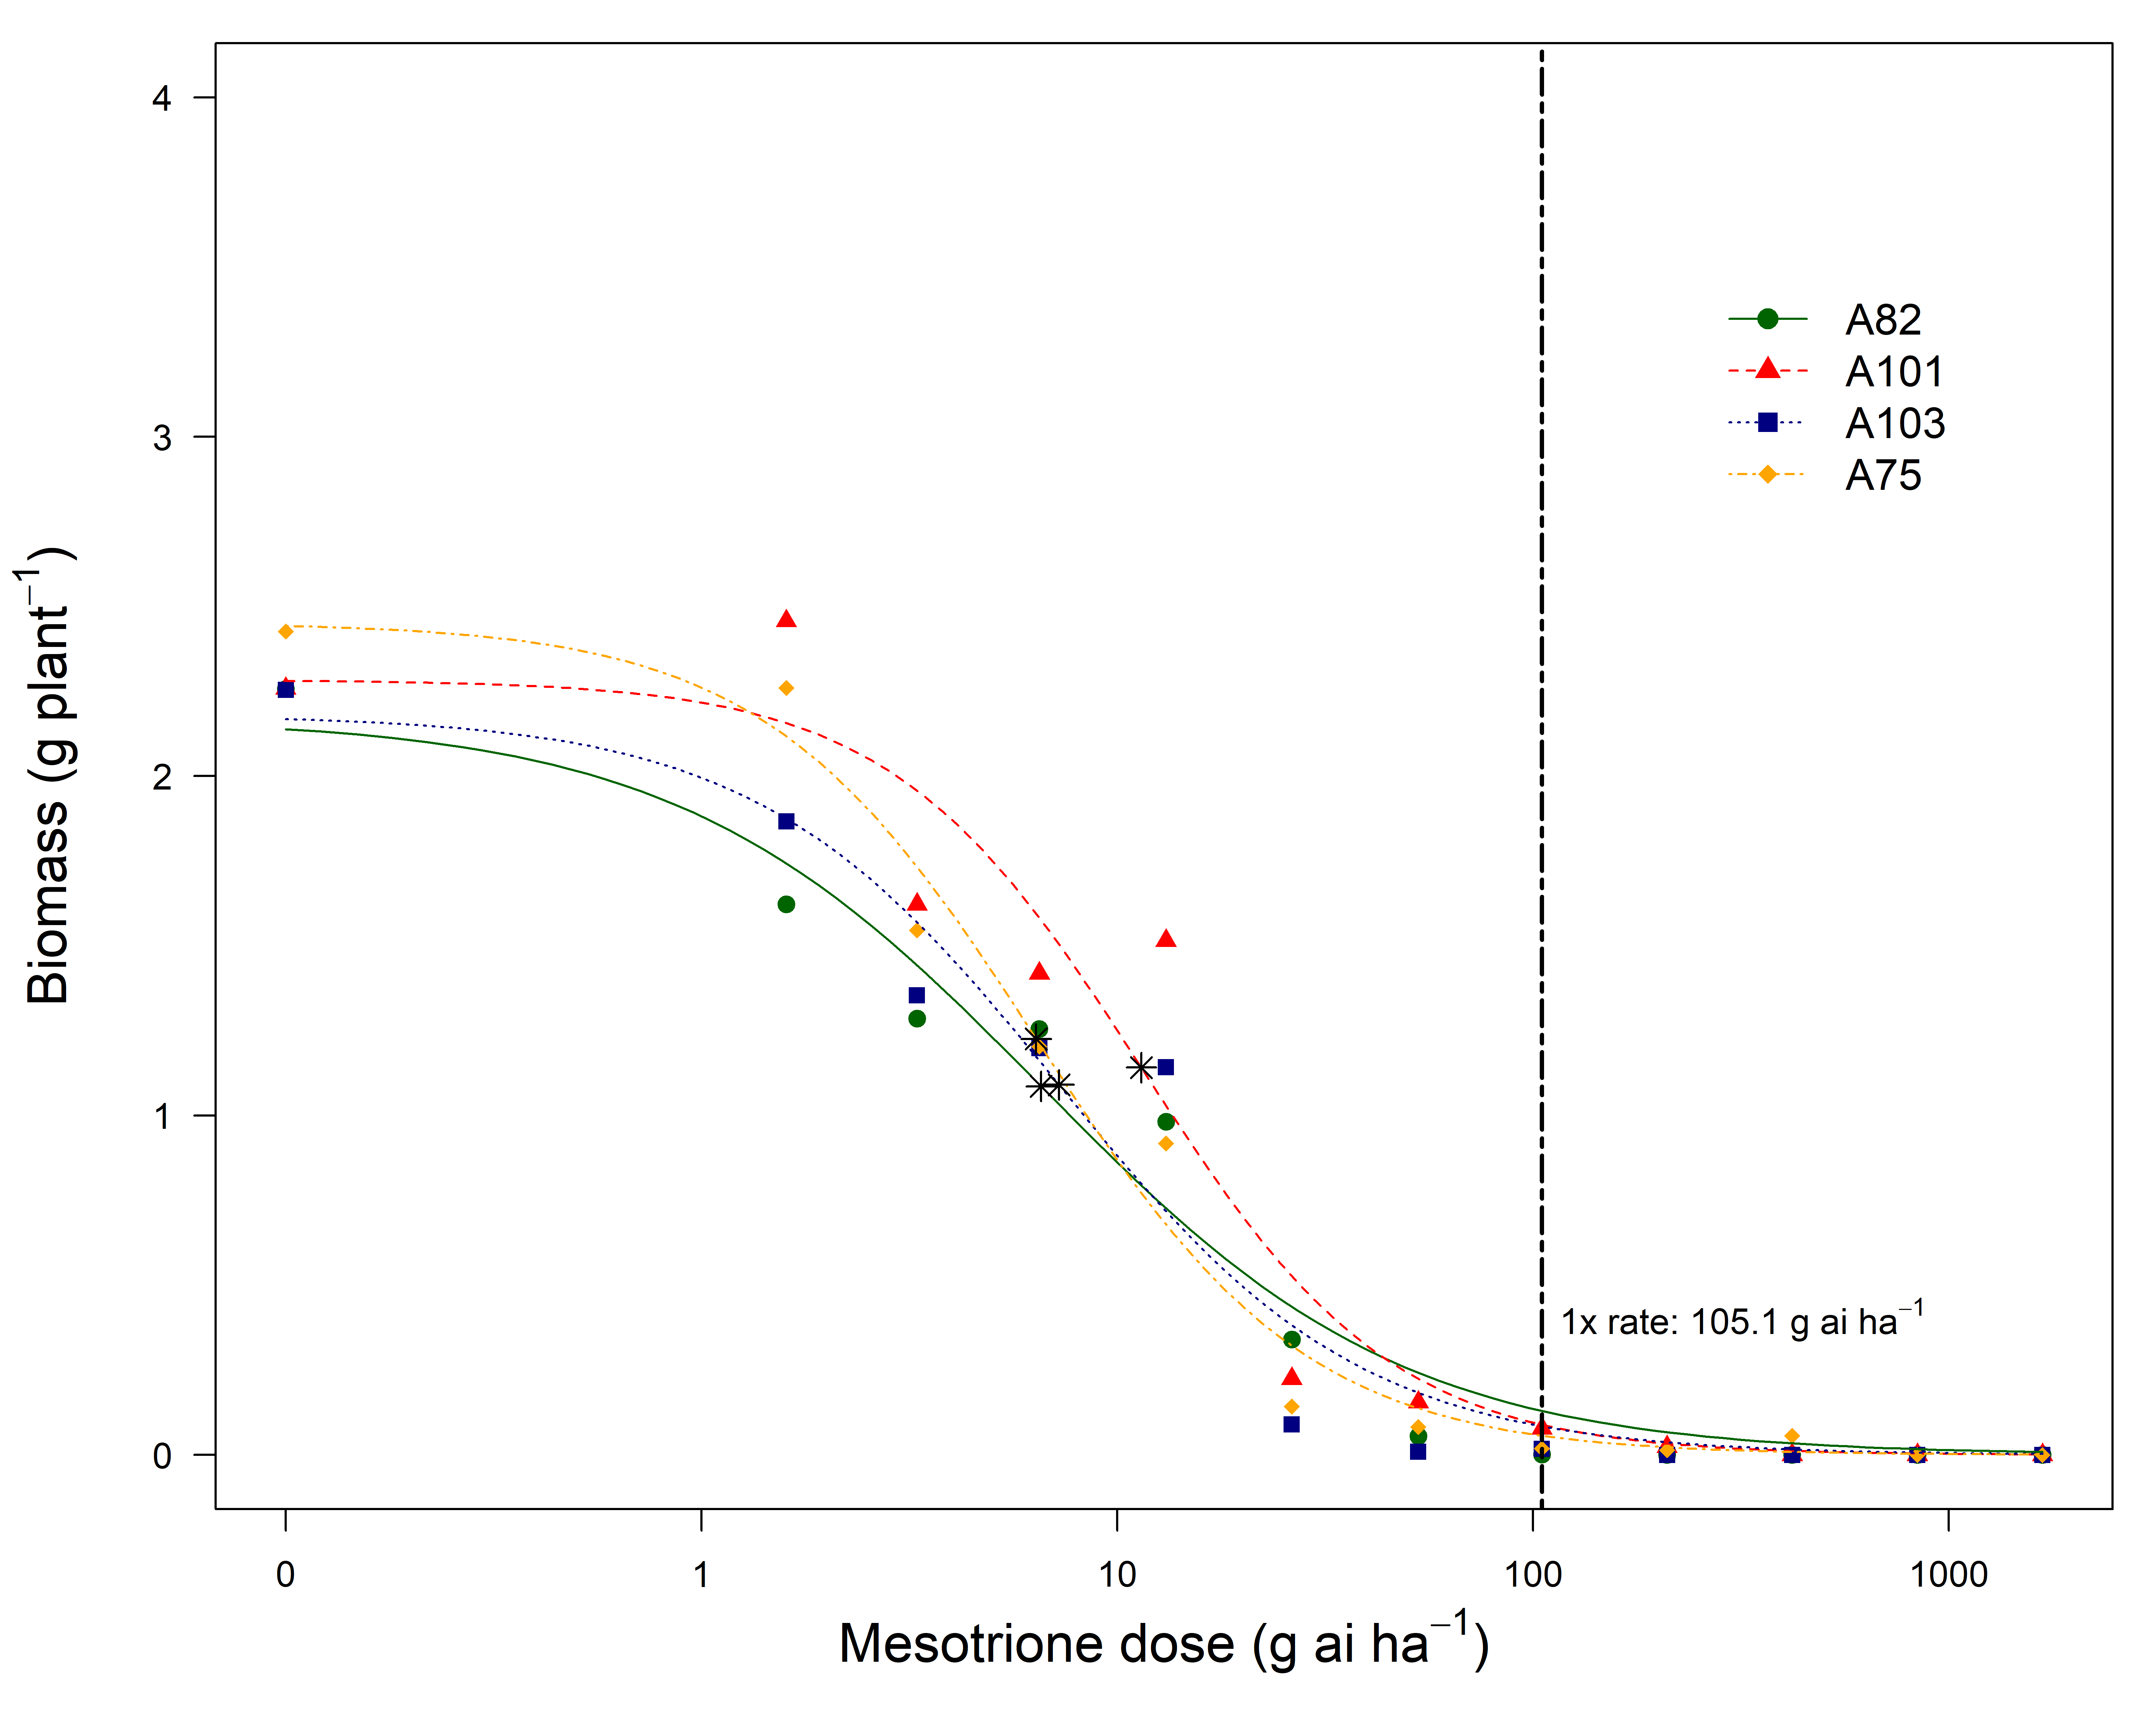 4
3
2
1
0
Biomass (g plant⁻¹)
A82
A101
A103
A75
1x rate: 105.1 g ai ha⁻¹
0 1 10 100 1000
Mesotrione dose (g ai ha⁻¹)